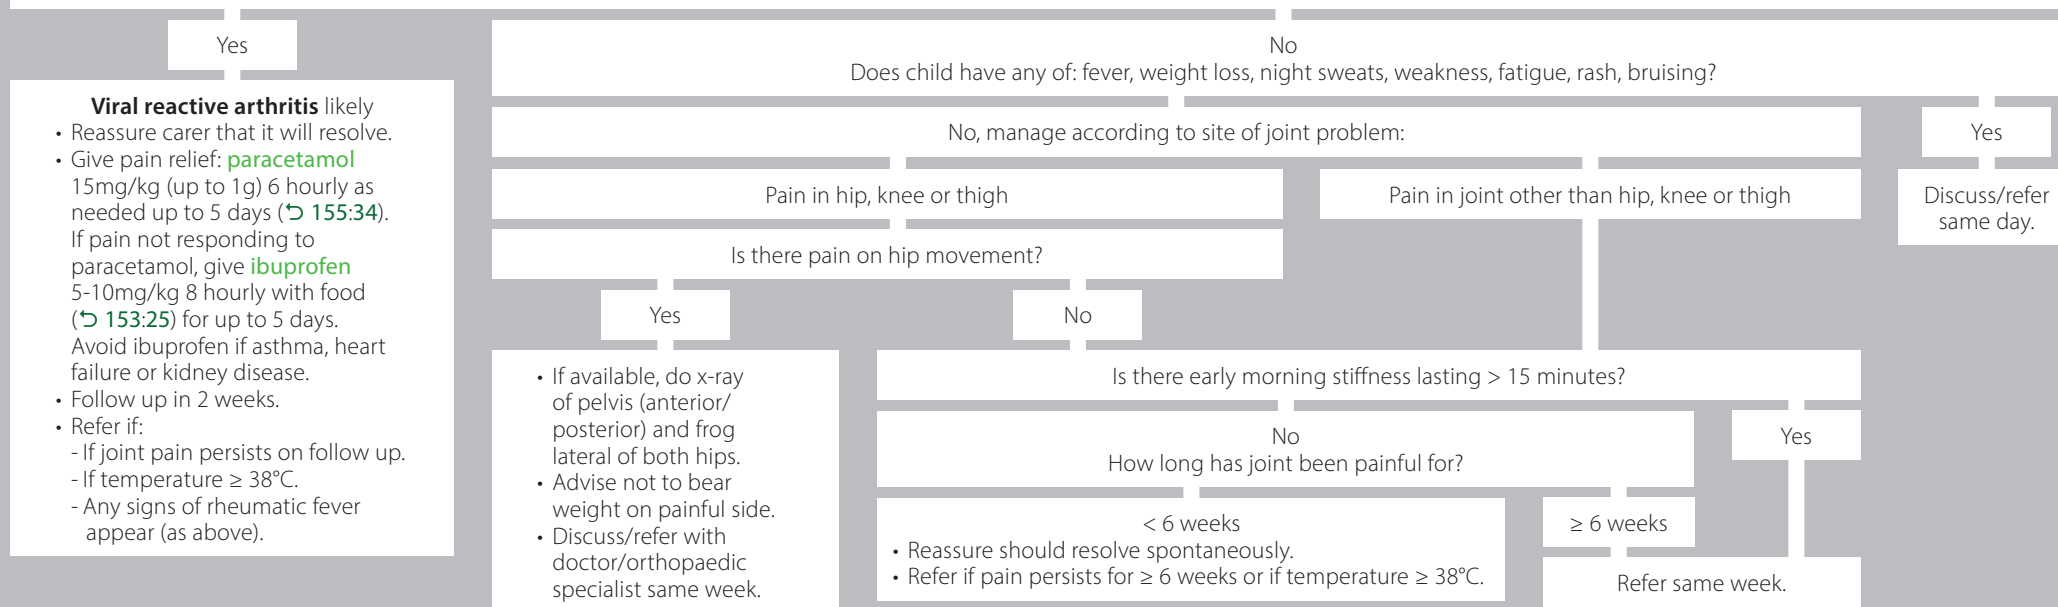 Yes
Viral reactive arthritis likely
• Reassure carer that it will resolve.
• Give pain relief: paracetamol
15mg/kg (up to 1g) 6 hourly as
needed up to 5 days (⮌ 155:34).
If pain not responding to
paracetamol, give ibuprofen
5-10mg/kg 8 hourly with food
(⮌ 153:25) for up to 5 days.
Avoid ibuprofen if asthma, heart
failure or kidney disease.
• Follow up in 2 weeks.
• Refer if:
- If joint pain persists on follow up.
- If temperature ≥ 38°C.
- Any signs of rheumatic fever
appear (as above).
No
Does child have any of: fever, weight loss, night sweats, weakness, fatigue, rash, bruising?
No, manage according to site of joint problem:
Pain in hip, knee or thigh
Is there pain on hip movement?
Yes
• If available, do x-ray
of pelvis (anterior/
posterior) and frog
lateral of both hips.
• Advise not to bear
weight on painful side.
• Discuss/refer with
doctor/orthopaedic
specialist same week.
No
Pain in joint other than hip, knee or thigh
Is there early morning stiffness lasting > 15 minutes?
No
How long has joint been painful for?
< 6 weeks
• Reassure should resolve spontaneously.
• Refer if pain persists for ≥ 6 weeks or if temperature ≥ 38°C.
≥ 6 weeks
Yes
Refer same week.
Yes
Discuss/refer
same day.